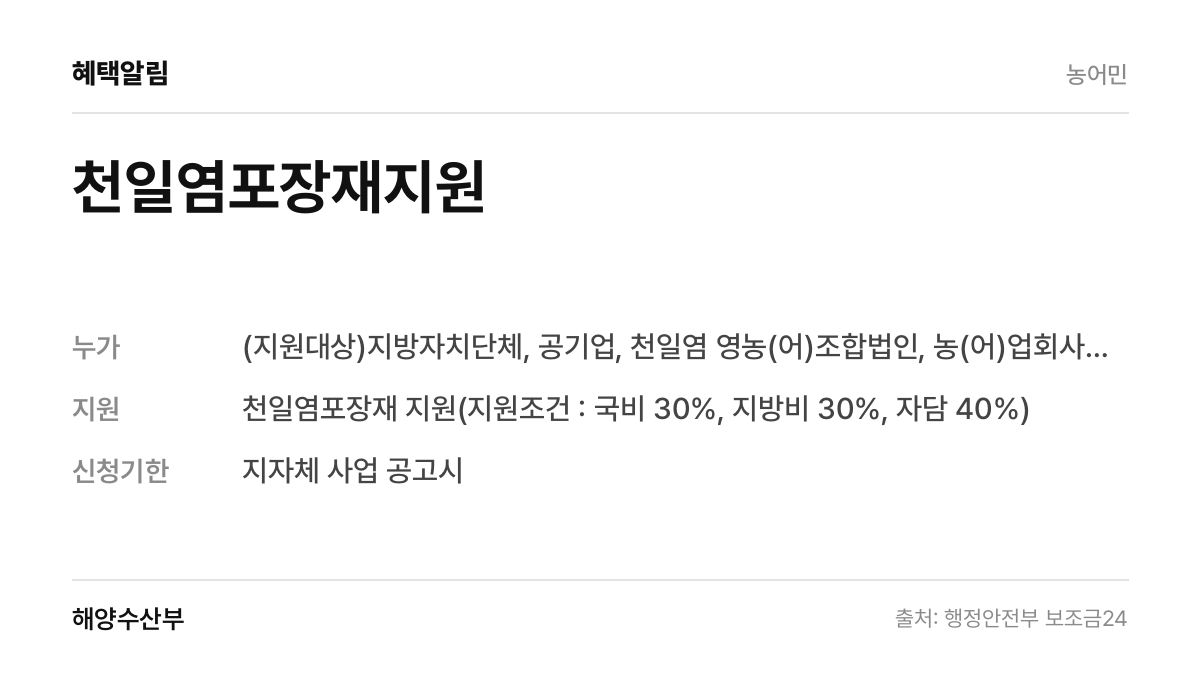 혜택알림
농어민
천일염포장재지원
누가 (지원대상)지방자치단체, 공기업, 천일염 영농(어)조합법인, 농(어)업회사...
지원 천일염포장재 지원(지원조건 : 국비 30%, 지방비 30%, 자담 40%)
신청기한 지자체 사업 공고시
해양수산부
출처: 행정안전부 보조금24